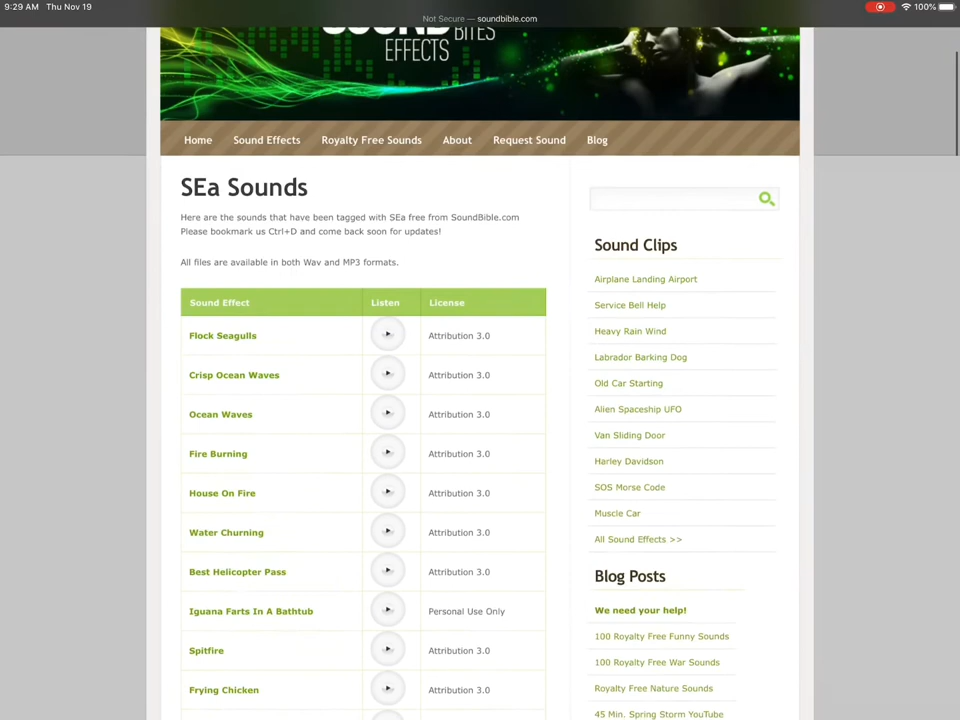 9:29 AM Thu Nov 19
Not Secure — soundbible.com
100%
BITES
EFFECTS
Home Sound Effects Royalty Free Sounds About Request Sound Blog
SEa Sounds
Here are the sounds that have been tagged with SEa free from SoundBible.com
Please bookmark us Ctrl+D and come back soon for updates!
All files are available in both Wav and MP3 formats.
Sound Effect Listen License
Flock Seagulls Attribution 3.0
Crisp Ocean Waves Attribution 3.0
Ocean Waves Attribution 3.0
Fire Burning Attribution 3.0
House On Fire Attribution 3.0
Water Churning Attribution 3.0
Best Helicopter Pass Attribution 3.0
Iguana Farts In A Bathtub Personal Use Only
Spitfire Attribution 3.0
Frying Chicken Attribution 3.0
Sound Clips
Airplane Landing Airport
Service Bell Help
Heavy Rain Wind
Labrador Barking Dog
Old Car Starting
Alien Spaceship UFO
Van Sliding Door
Harley Davidson
SOS Morse Code
Muscle Car
All Sound Effects >>
Blog Posts
We need your help!
100 Royalty Free Funny Sounds
100 Royalty Free War Sounds
Royalty Free Nature Sounds
45 Min. Spring Storm YouTube